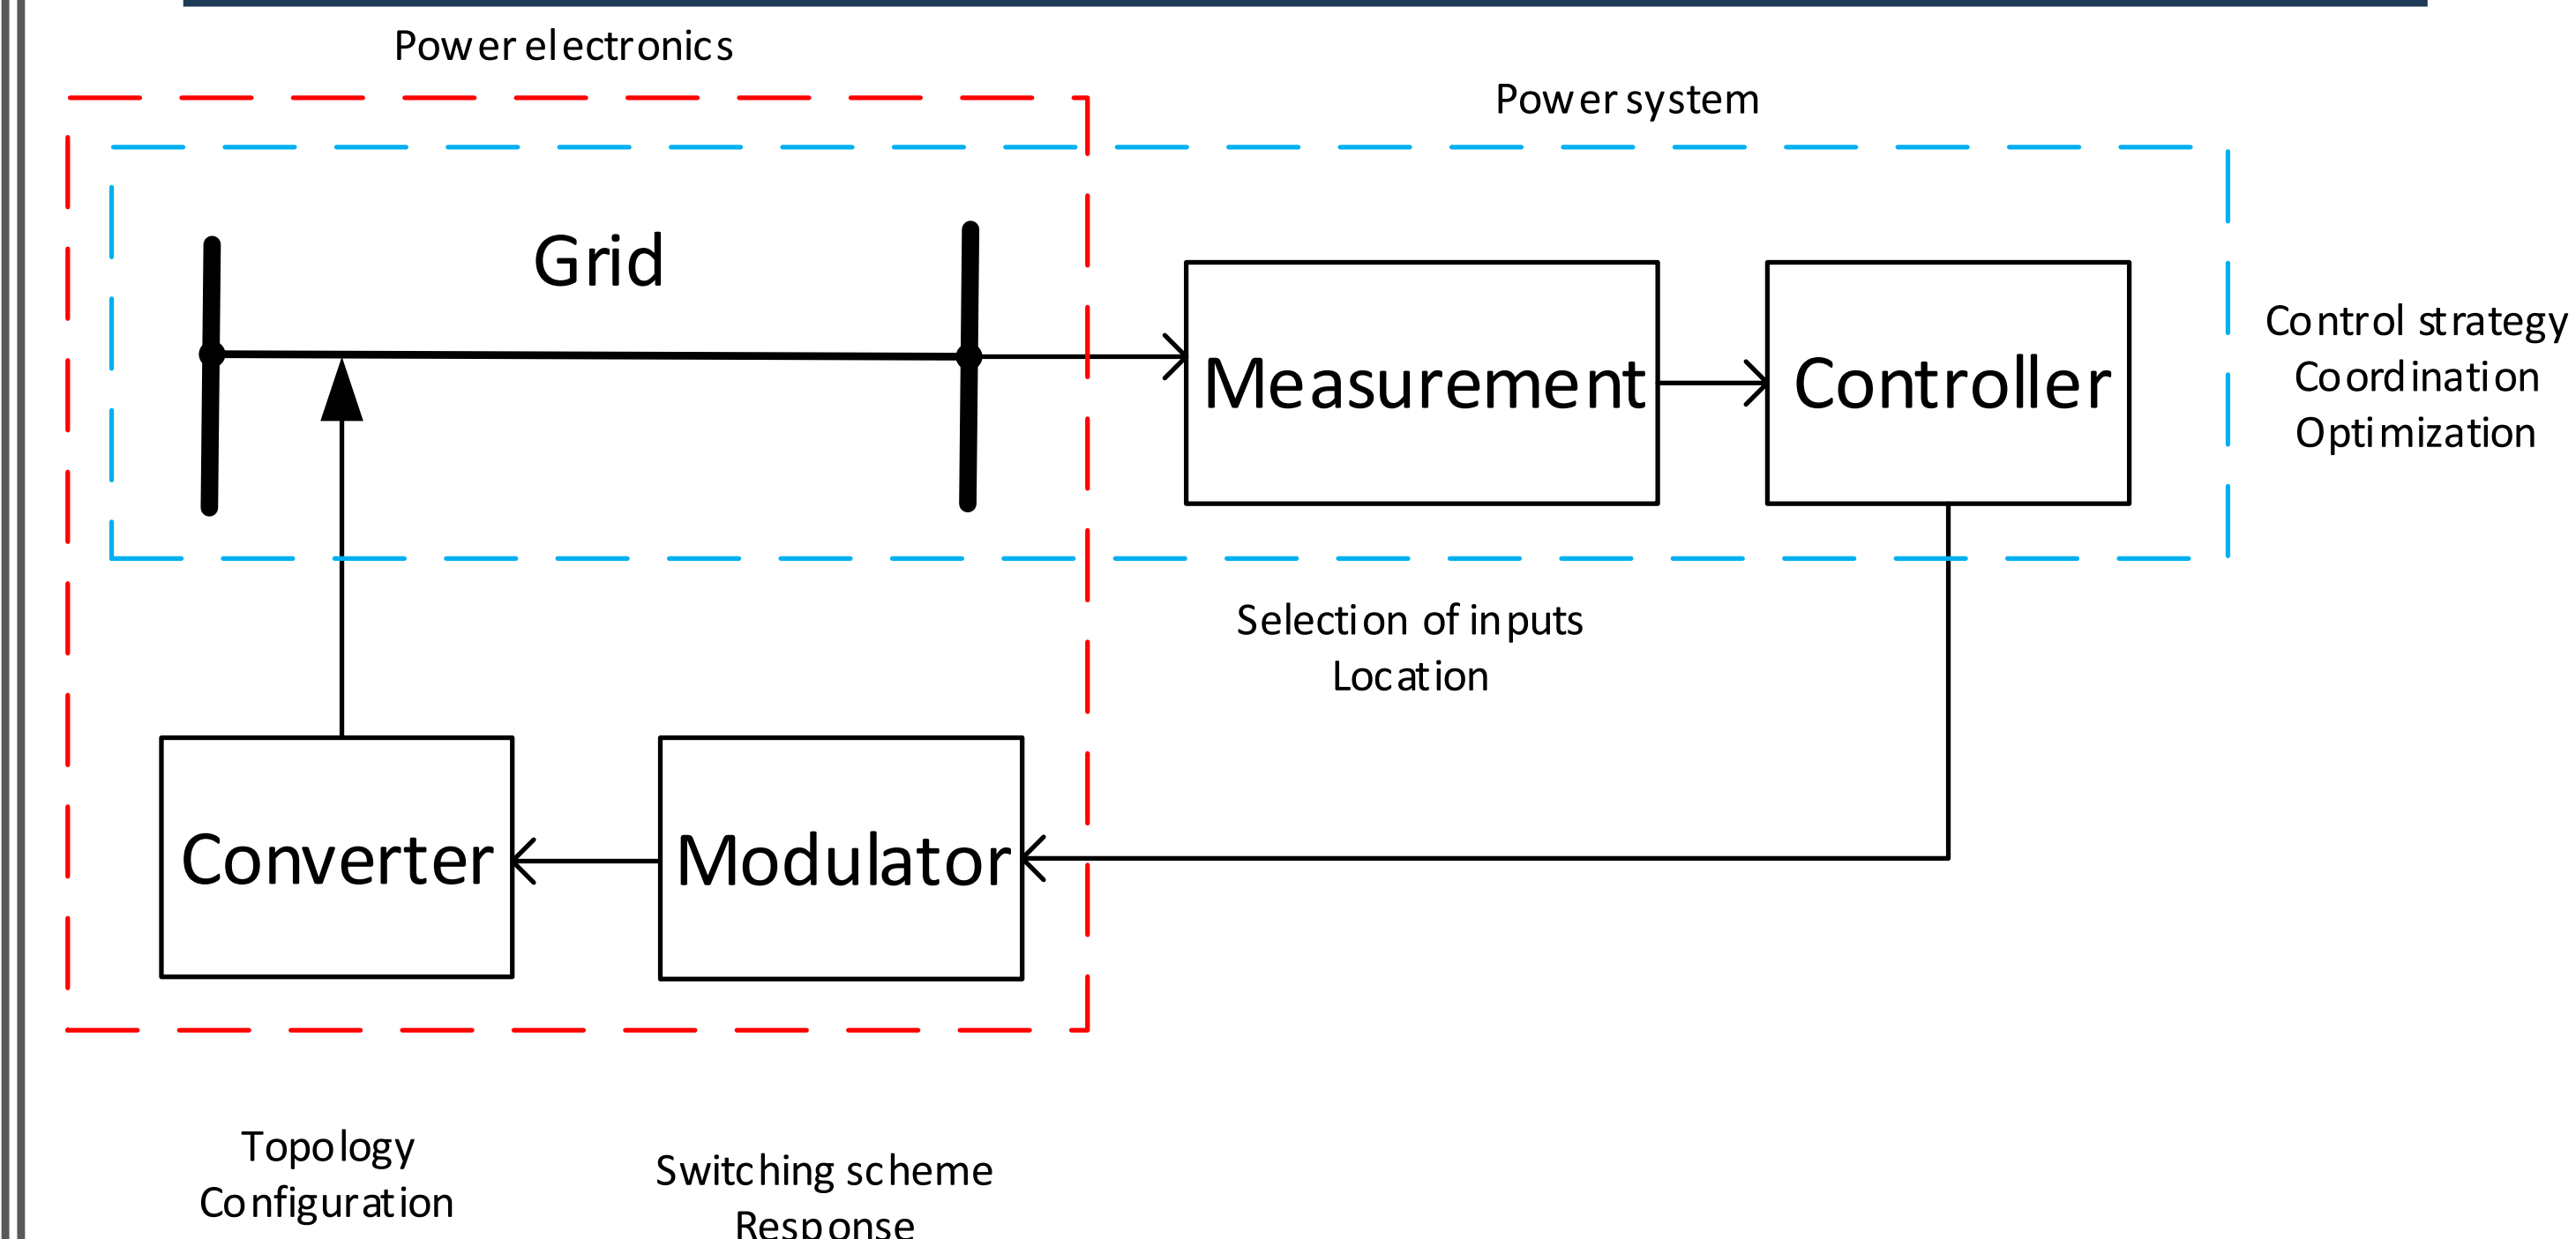 Power electronics
Power system
Grid
Measurement
Controller
Control strategy
Coordination
Optimization
Selection of inputs
Location
Converter
Modulator
Topology
Configuration
Switching scheme
Response